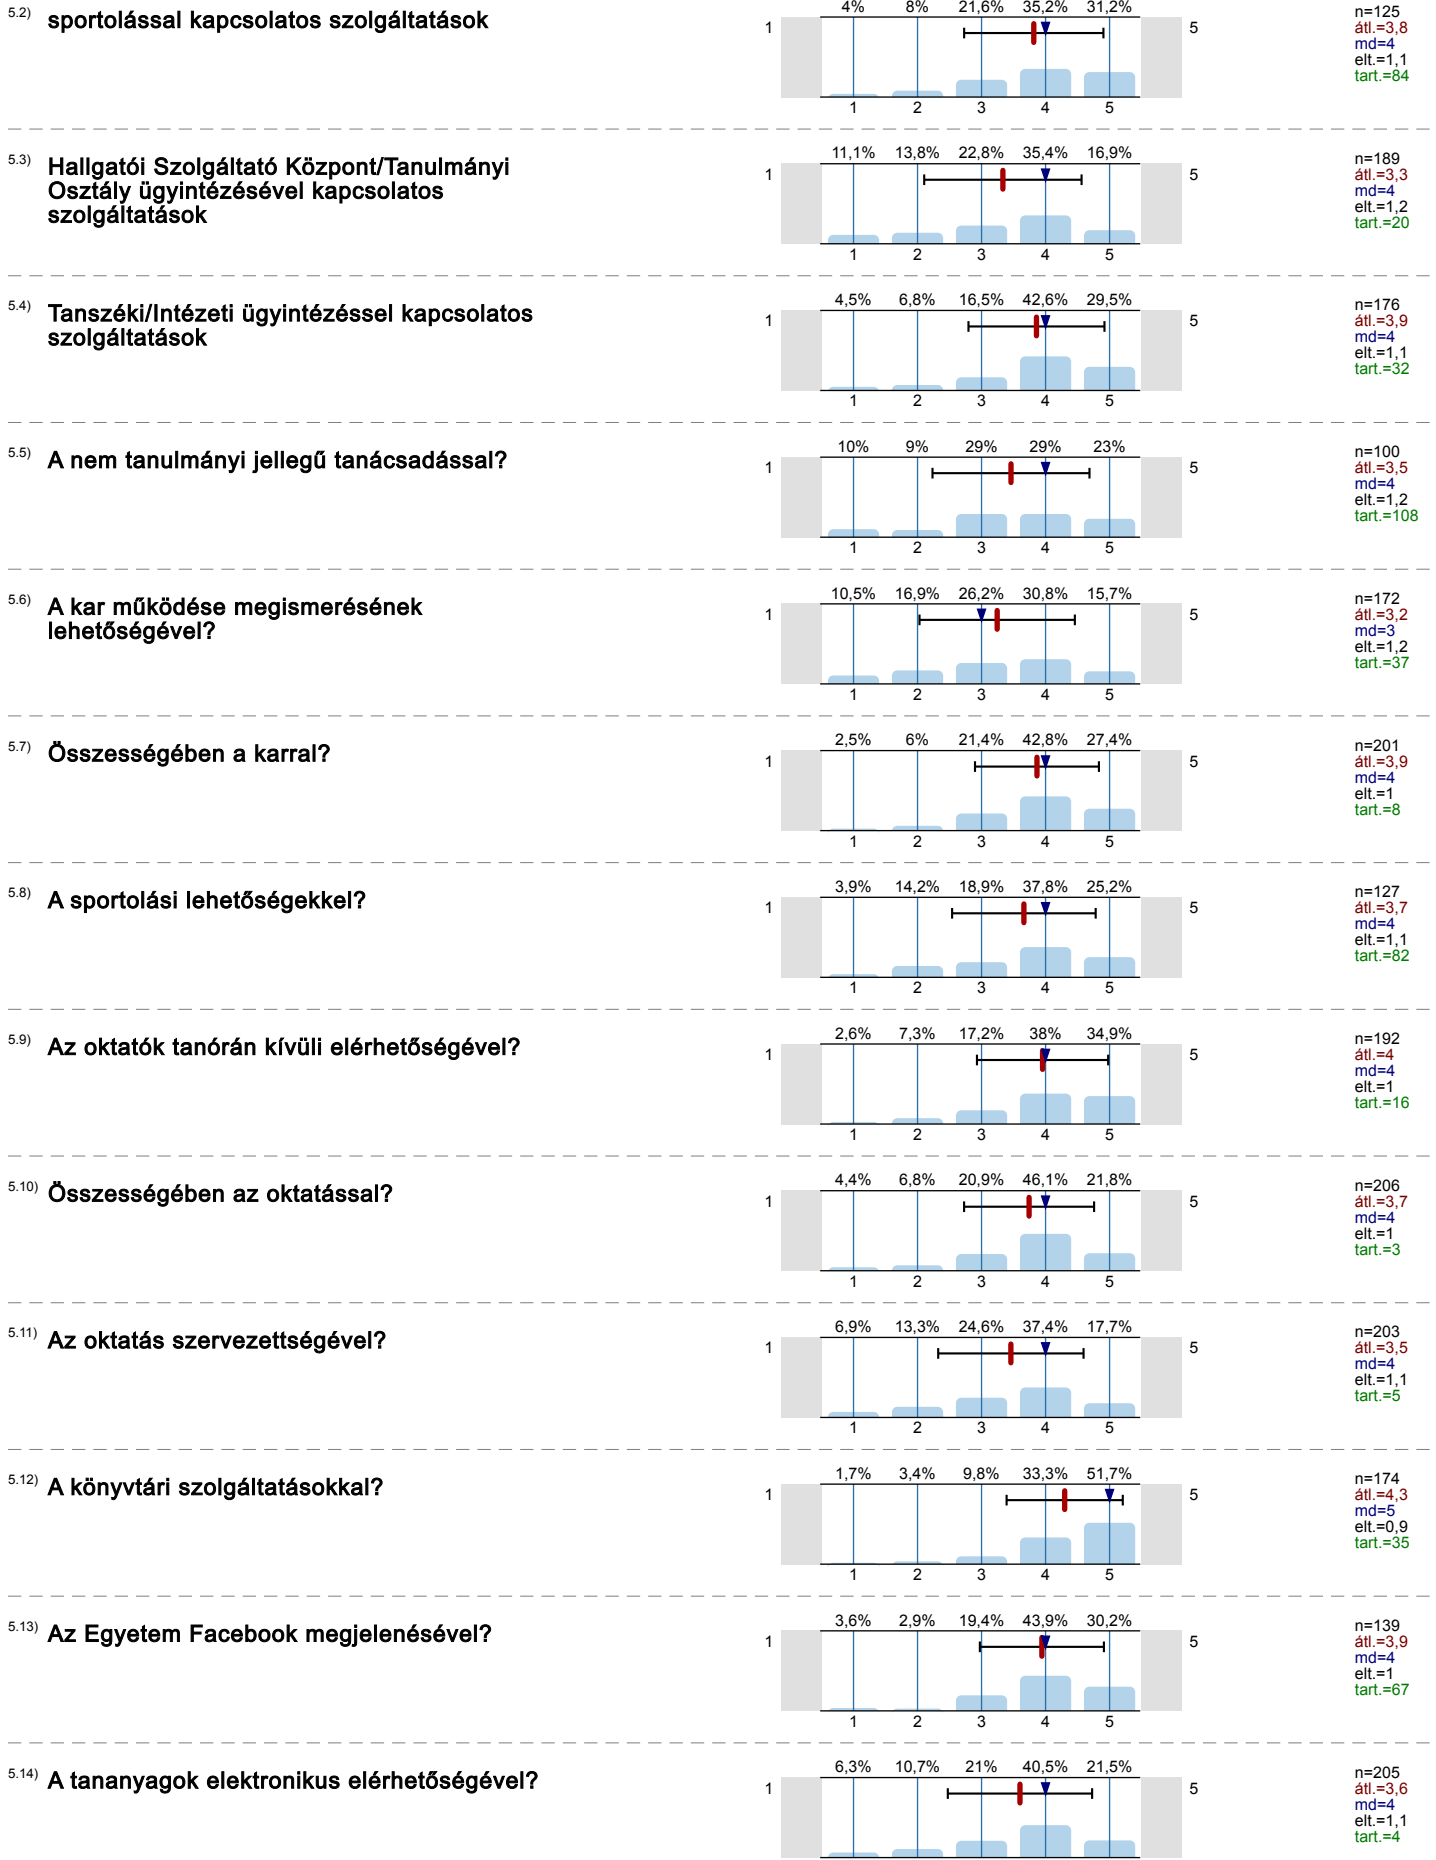 5.2) sportolással kapcsolatos szolgáltatások
4% 8% 21,6% 35,2% 31,2%
1 5
1 2 3 4 5
n=125
átl.=3,8
md=4
elt.=1,1
tart.=84
5.3) Hallgatói Szolgáltató Központ/Tanulmányi
Osztály ügyintézésével kapcsolatos
szolgáltatások
11,1% 13,8% 22,8% 35,4% 16,9%
1 5
1 2 3 4 5
n=189
átl.=3,3
md=4
elt.=1,2
tart.=20
5.4) Tanszéki/Intézeti ügyintézéssel kapcsolatos
szolgáltatások
4,5% 6,8% 16,5% 42,6% 29,5%
1 5
1 2 3 4 5
n=176
átl.=3,9
md=4
elt.=1,1
tart.=32
5.5) A nem tanulmányi jellegű tanácsadással?
10% 9% 29% 29% 23%
1 5
1 2 3 4 5
n=100
átl.=3,5
md=4
elt.=1,2
tart.=108
5.6) A kar működése megismerésének
lehetőségével?
10,5% 16,9% 26,2% 30,8% 15,7%
1 5
1 2 3 4 5
n=172
átl.=3,2
md=3
elt.=1,2
tart.=37
5.7) Összességében a karral?
2,5% 6% 21,4% 42,8% 27,4%
1 5
1 2 3 4 5
n=201
átl.=3,9
md=4
elt.=1
tart.=8
5.8) A sportolási lehetőségekkel?
3,9% 14,2% 18,9% 37,8% 25,2%
1 5
1 2 3 4 5
n=127
átl.=3,7
md=4
elt.=1,1
tart.=82
5.9) Az oktatók tanórán kívüli elérhetőségével?
2,6% 7,3% 17,2% 38% 34,9%
1 5
1 2 3 4 5
n=192
átl.=4
md=4
elt.=1
tart.=16
5.10) Összességében az oktatással?
4,4% 6,8% 20,9% 46,1% 21,8%
1 5
1 2 3 4 5
n=206
átl.=3,7
md=4
elt.=1
tart.=3
5.11) Az oktatás szervezettségével?
6,9% 13,3% 24,6% 37,4% 17,7%
1 5
1 2 3 4 5
n=203
átl.=3,5
md=4
elt.=1,1
tart.=5
5.12) A könyvtári szolgáltatásokkal?
1,7% 3,4% 9,8% 33,3% 51,7%
1 5
1 2 3 4 5
n=174
átl.=4,3
md=5
elt.=0,9
tart.=35
5.13) Az Egyetem Facebook megjelenésével?
3,6% 2,9% 19,4% 43,9% 30,2%
1 5
1 2 3 4 5
n=139
átl.=3,9
md=4
elt.=1
tart.=67
5.14) A tananyagok elektronikus elérhetőségével?
6,3% 10,7% 21% 40,5% 21,5%
1 5
n=205
átl.=3,6
md=4
elt.=1,1
tart.=4